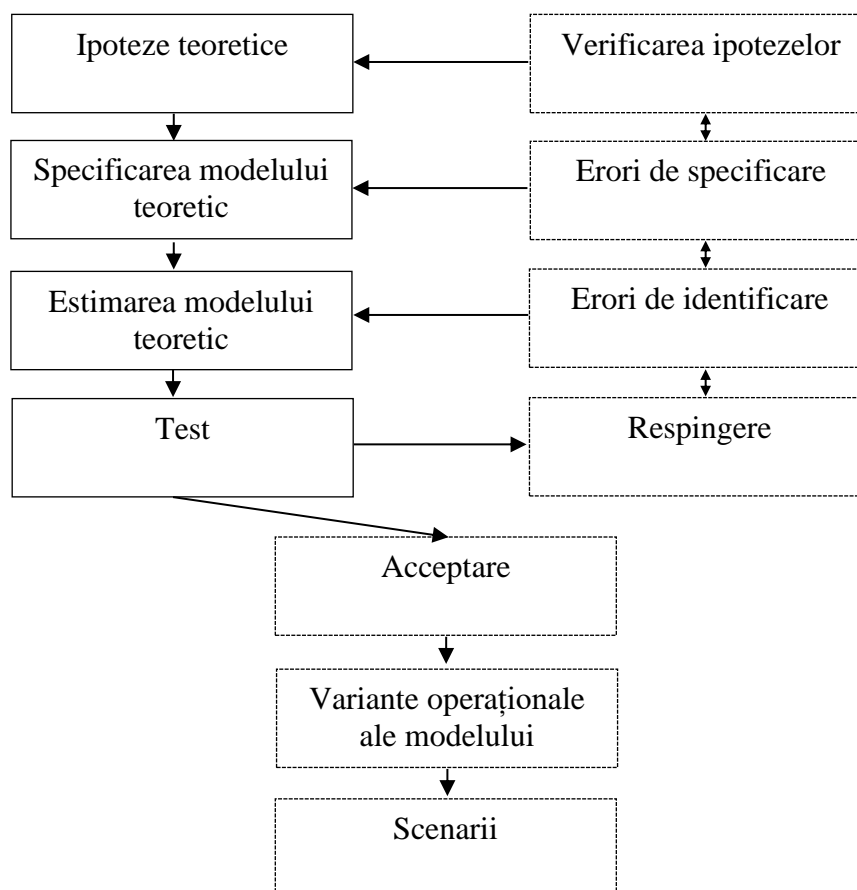 Ipoteze teoretice
Verificarea ipotezelor
Specificarea modelului
teoretic
Erori de specificare
Estimarea modelului
teoretic
Erori de identificare
Test
Respingere
Acceptare
Variante operaționale
ale modelului
Scenarii